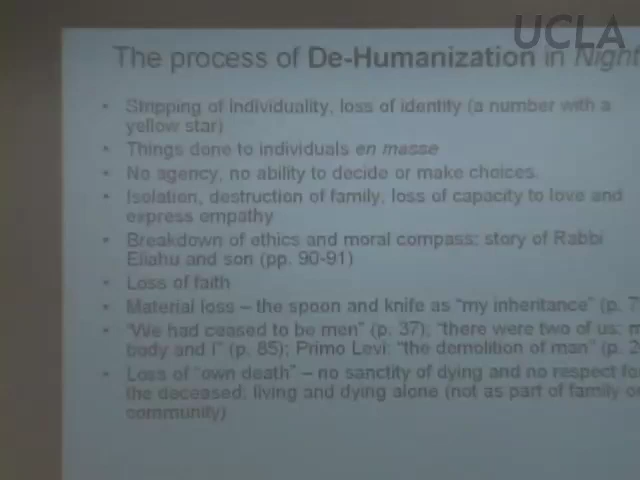 UCLA
The process of De-Humanization in Night
• Stripping of individuality, loss of identity (a number with a
yellow star)
• Things done to individuals en masse
• No agency, no ability to decide or make choices.
• Isolation, destruction of family, loss of capacity to love and
express empathy
• Breakdown of ethics and moral compass: story of Rabbi
Eliahu and son (pp. 90-91)
• Loss of faith
• Material loss – the spoon and knife as "my inheritance" (p. 7
• "We had ceased to be men" (p. 37); "there were two of us: m
body and I" (p. 85); Primo Levi: "the demolition of man" (p. 2
• Loss of "own death" – no sanctity of dying and no respect for
the deceased; living and dying alone (not as part of family or
community)